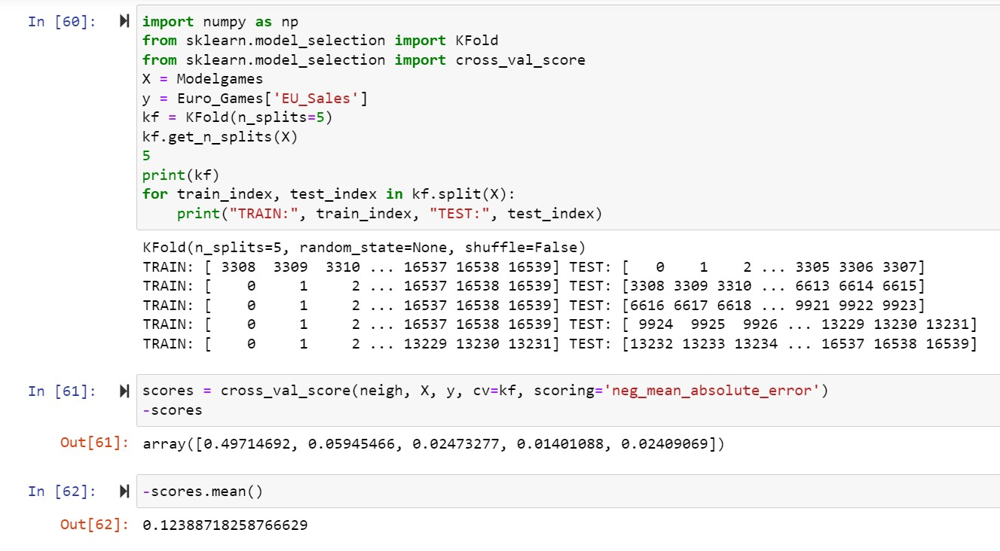 In [60]:
import numpy as np
from sklearn.model_selection import KFold
from sklearn.model_selection import cross_val_score
X = Modelgames
y = Euro_Games['EU_Sales']
kf = KFold(n_splits=5)
kf.get_n_splits(X)
5
print(kf)
for train_index, test_index in kf.split(X):
    print("TRAIN:", train_index, "TEST:", test_index)
KFold(n_splits=5, random_state=None, shuffle=False)
TRAIN: [ 3308  3309  3310 ... 16537 16538 16539] TEST: [   0    1    2 ... 3305 3306 3307]
TRAIN: [    0     1     2 ... 16537 16538 16539] TEST: [3308 3309 3310 ... 6613 6614 6615]
TRAIN: [    0     1     2 ... 16537 16538 16539] TEST: [6616 6617 6618 ... 9921 9922 9923]
TRAIN: [    0     1     2 ... 16537 16538 16539] TEST: [ 9924  9925  9926 ... 13229 13230 13231]
TRAIN: [    0     1     2 ... 13229 13230 13231] TEST: [13232 13233 13234 ... 16537 16538 16539]
In [61]:
scores = cross_val_score(neigh, X, y, cv=kf, scoring='neg_mean_absolute_error')
-scores
Out[61]: array([0.49714692, 0.05945466, 0.02473277, 0.01401088, 0.02409069])
In [62]: -scores.mean()
Out[62]: 0.12388718258766629